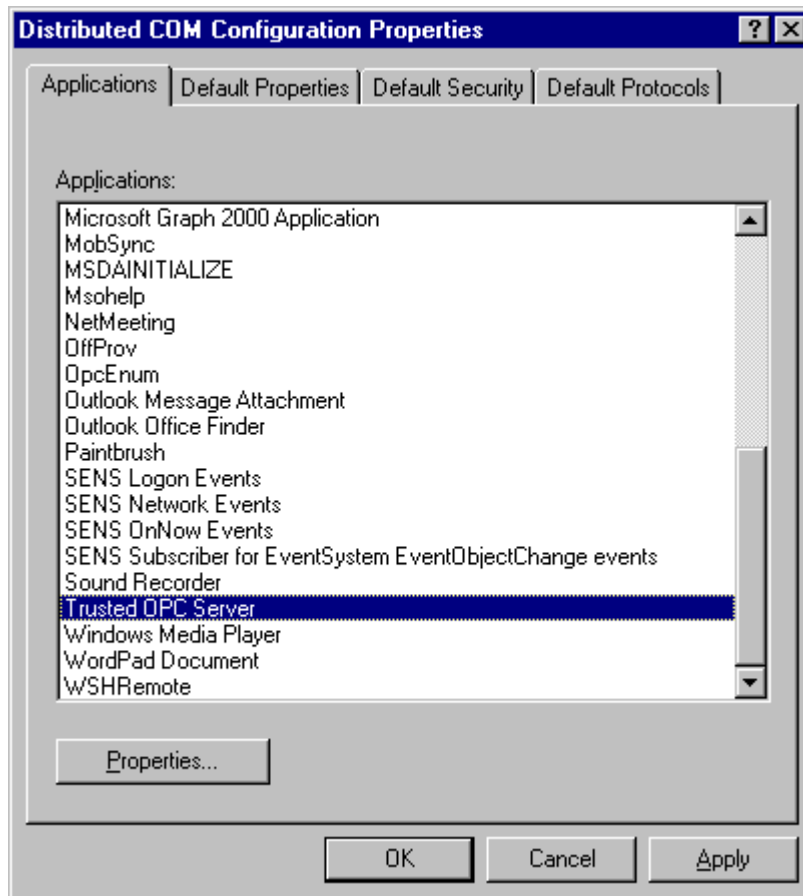 Distributed COM Configuration Properties
Applications Default Properties Default Security Default Protocols
Applications:
Microsoft Graph 2000 Application
MobSync
MSDAINITIALIZE
Msohelp
NetMeeting
OffProv
OpcEnum
Outlook Message Attachment
Outlook Office Finder
Paintbrush
SENS Logon Events
SENS Network Events
SENS OnNow Events
SENS Subscriber for EventSystem EventObjectChange events
Sound Recorder
Trusted OPC Server
Windows Media Player
WordPad Document
WSHRemote
Properties...
OK Cancel Apply